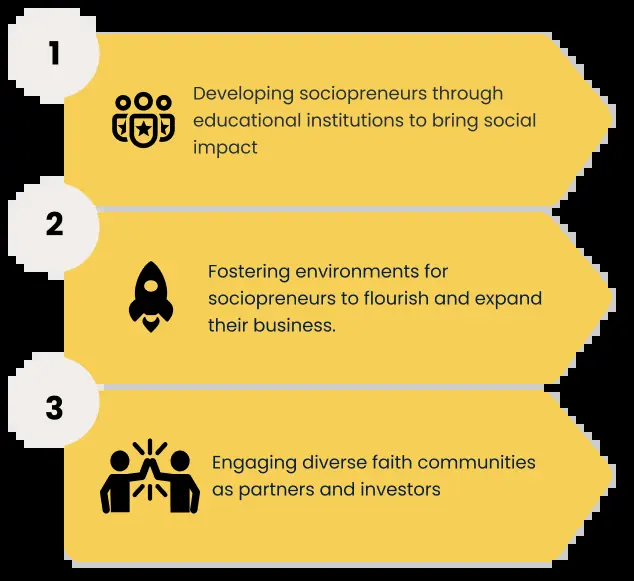 1
Developing sociopreneurs through
educational institutions to bring social
impact
2
Fostering environments for
sociopreneurs to flourish and expand
their business.
3
Engaging diverse faith communities
as partners and investors